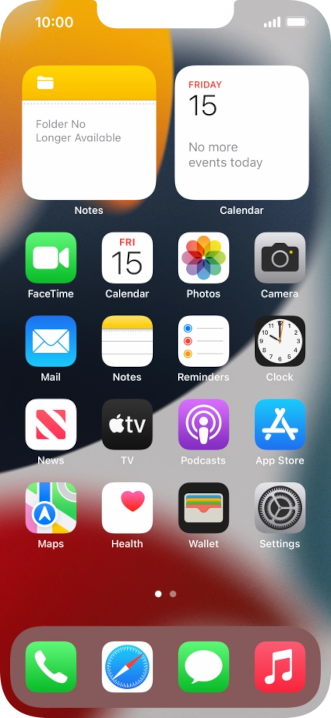 10:00
Folder No
Longer Available
Notes
FRIDAY
15
No more
events today
Calendar
FaceTime
FRI
15
Calendar
Photos
Camera
Mail
Notes
Reminders
Clock
News
tv
TV
Podcasts
App Store
Maps
Health
Wallet
Settings